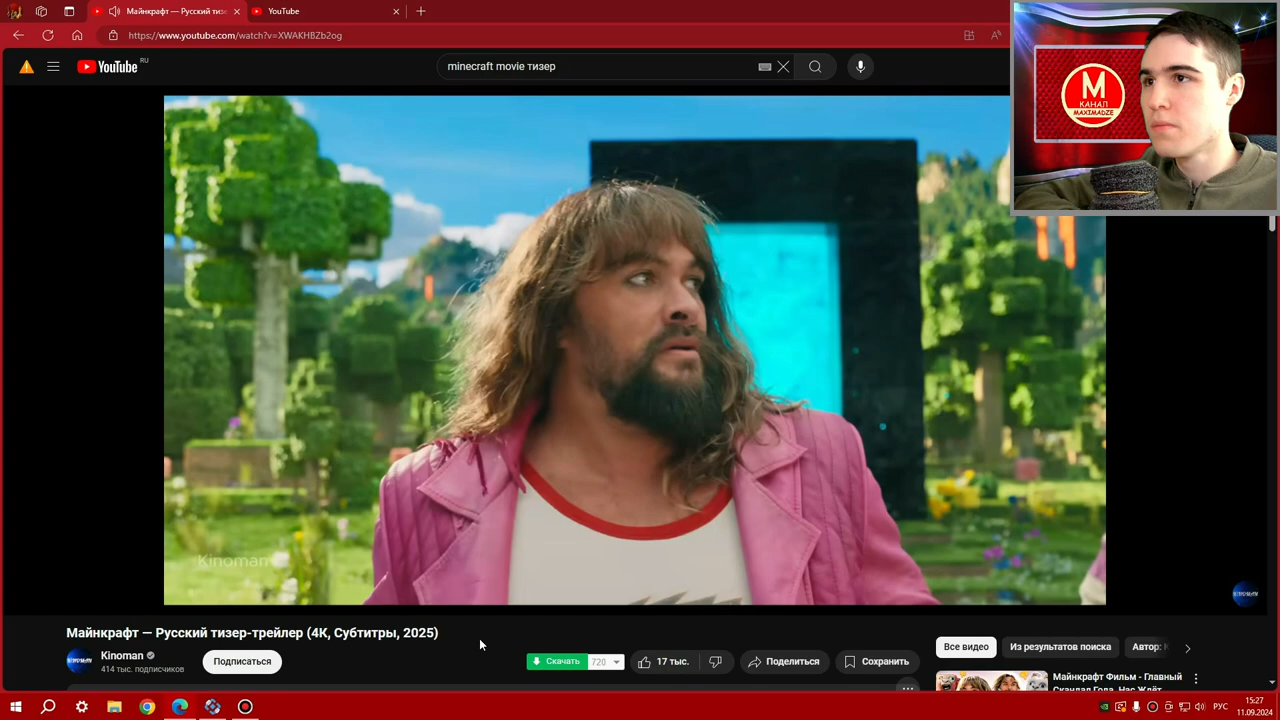 Майнкрафт — Русский тизе
YouTube
https://www.youtube.com/watch?v=XWAKHBZb2og
YouTube RU
minecraft movie тизер
М
КАНАЛ
MAXIMADZE
Kinoman
Майнкрафт — Русский тизер-трейлер (4K, Субтитры, 2025)
Kinoman
414 тыс. подписчиков
Подписаться
Скачать 720
17 тыс.
Поделиться
Сохранить
Все видео
Из результатов поиска
Автор: K
Майнкрафт Фильм - Главный
Скандал Года. Нас Ждёт
РУС
15:27
11.09.2024